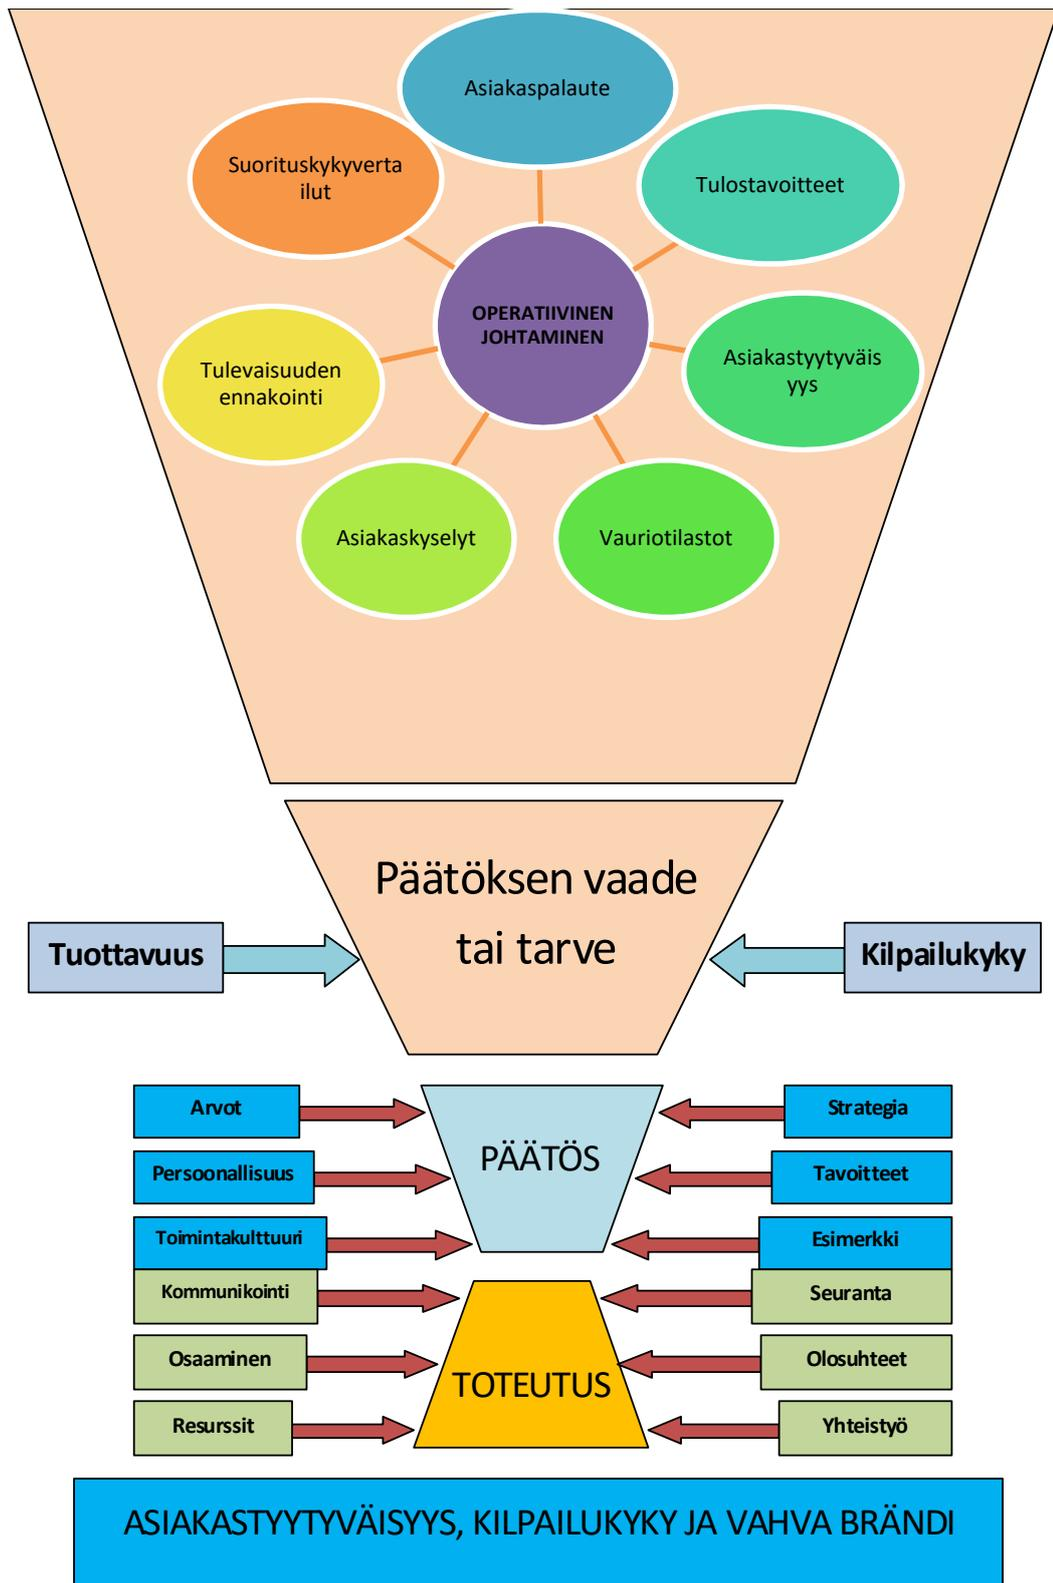 Asiakaspalaute
Suorituskykyverta
ilut
Tulostavoitteet
OPERATIIVINEN
JOHTAMINEN
Tulevaisuuden
ennakointi
Asiakastyytyväis
yys
Asiakaskyselyt
Vauriotilastot
Päätöksen vaade
tai tarve
Tuottavuus
Kilpailukyky
Arvot
Strategia
PÄÄTÖS
Persoonallisuus
Tavoitteet
Toimintakulttuuri
Esimerkki
Kommunikointi
Seuranta
Osaaminen
Olosuhteet
TOTEUTUS
Resurssit
Yhteistyö
ASIAKASTYYTYVÄISYYS, KILPAILUKYKY JA VAHVA BRÄNDI